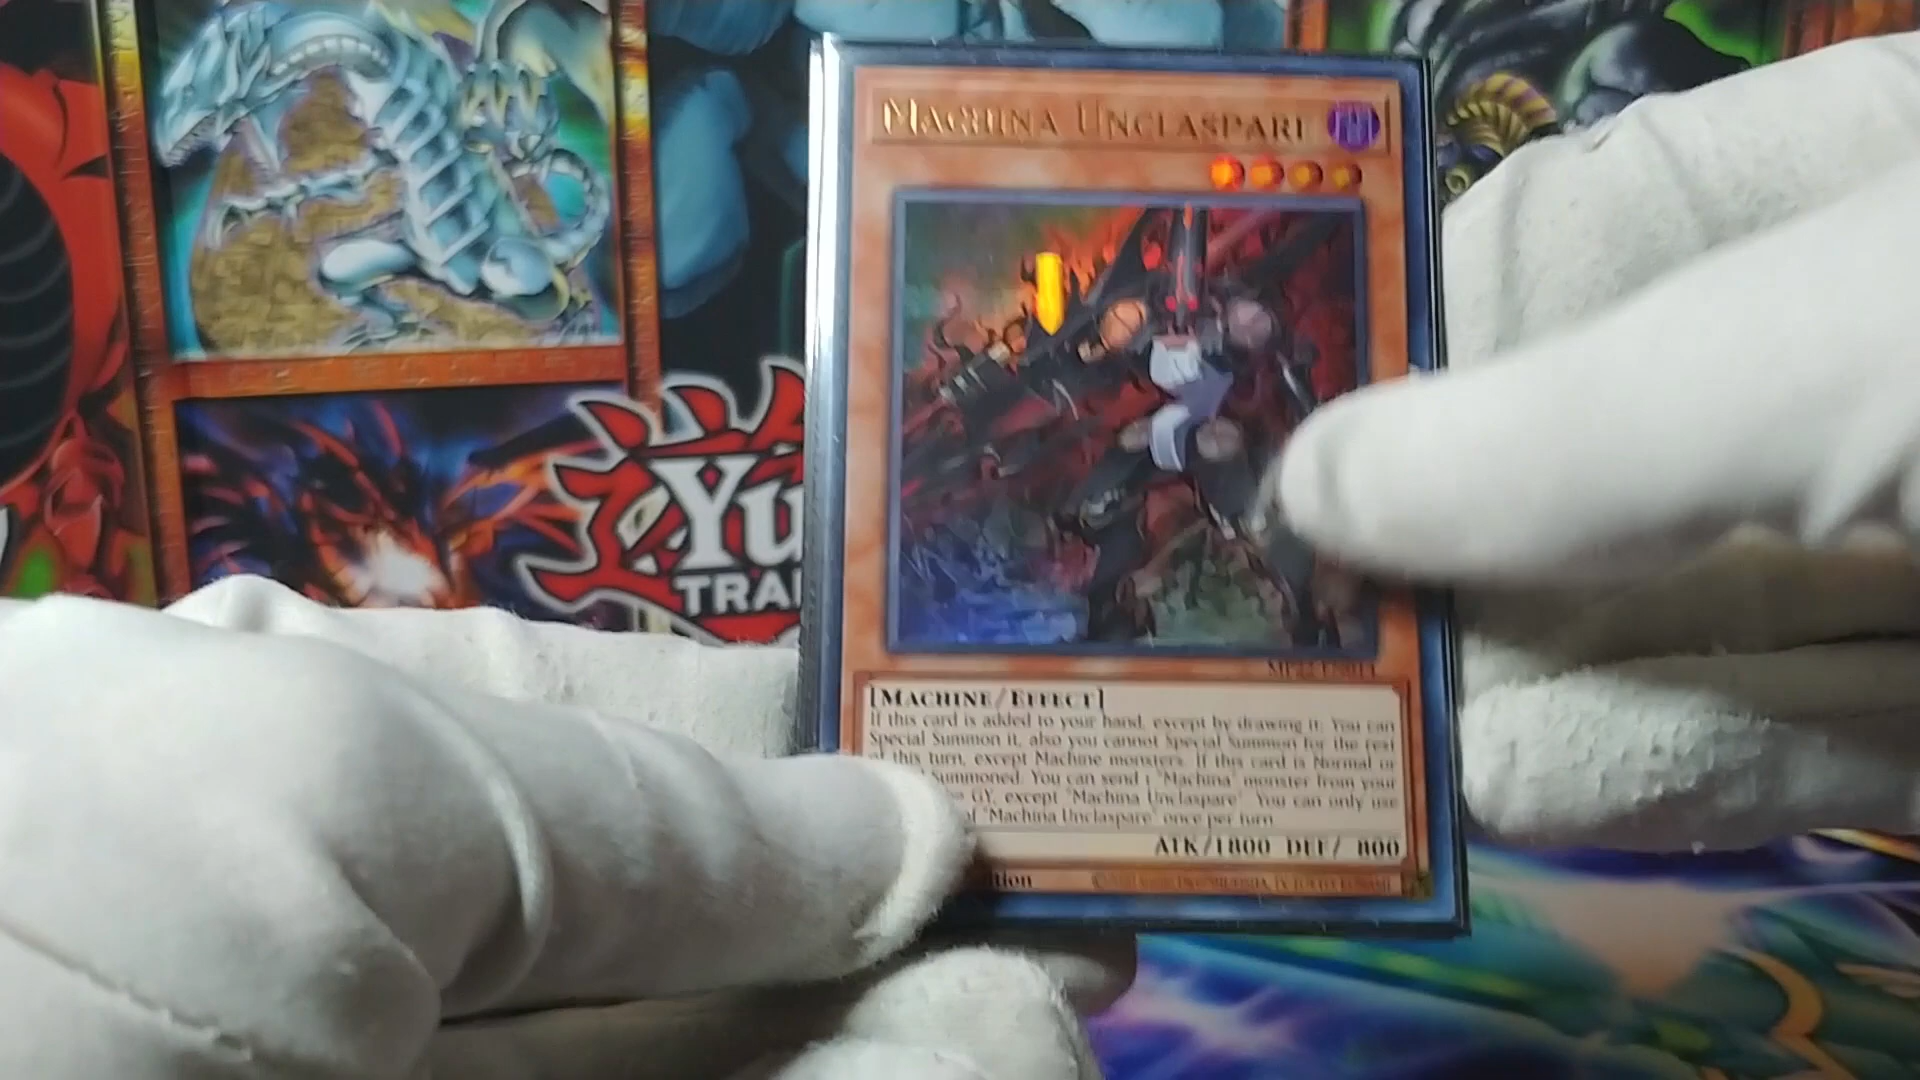 MACHINA UNCLASPARE
Yu
TRAD
[MACHINE/EFFECT]
If this card is added to your hand, except by drawing it: You can
Special Summon it, also you cannot Special Summon for the rest
of this turn, except Machine monsters. If this card is Normal or
Summoned: You can send 1 "Machina" monster from your
GY, except "Machina Unclaspare". You can only use
of "Machina Unclaspare" once per turn.
ATK/1800 DEF/ 800
ition